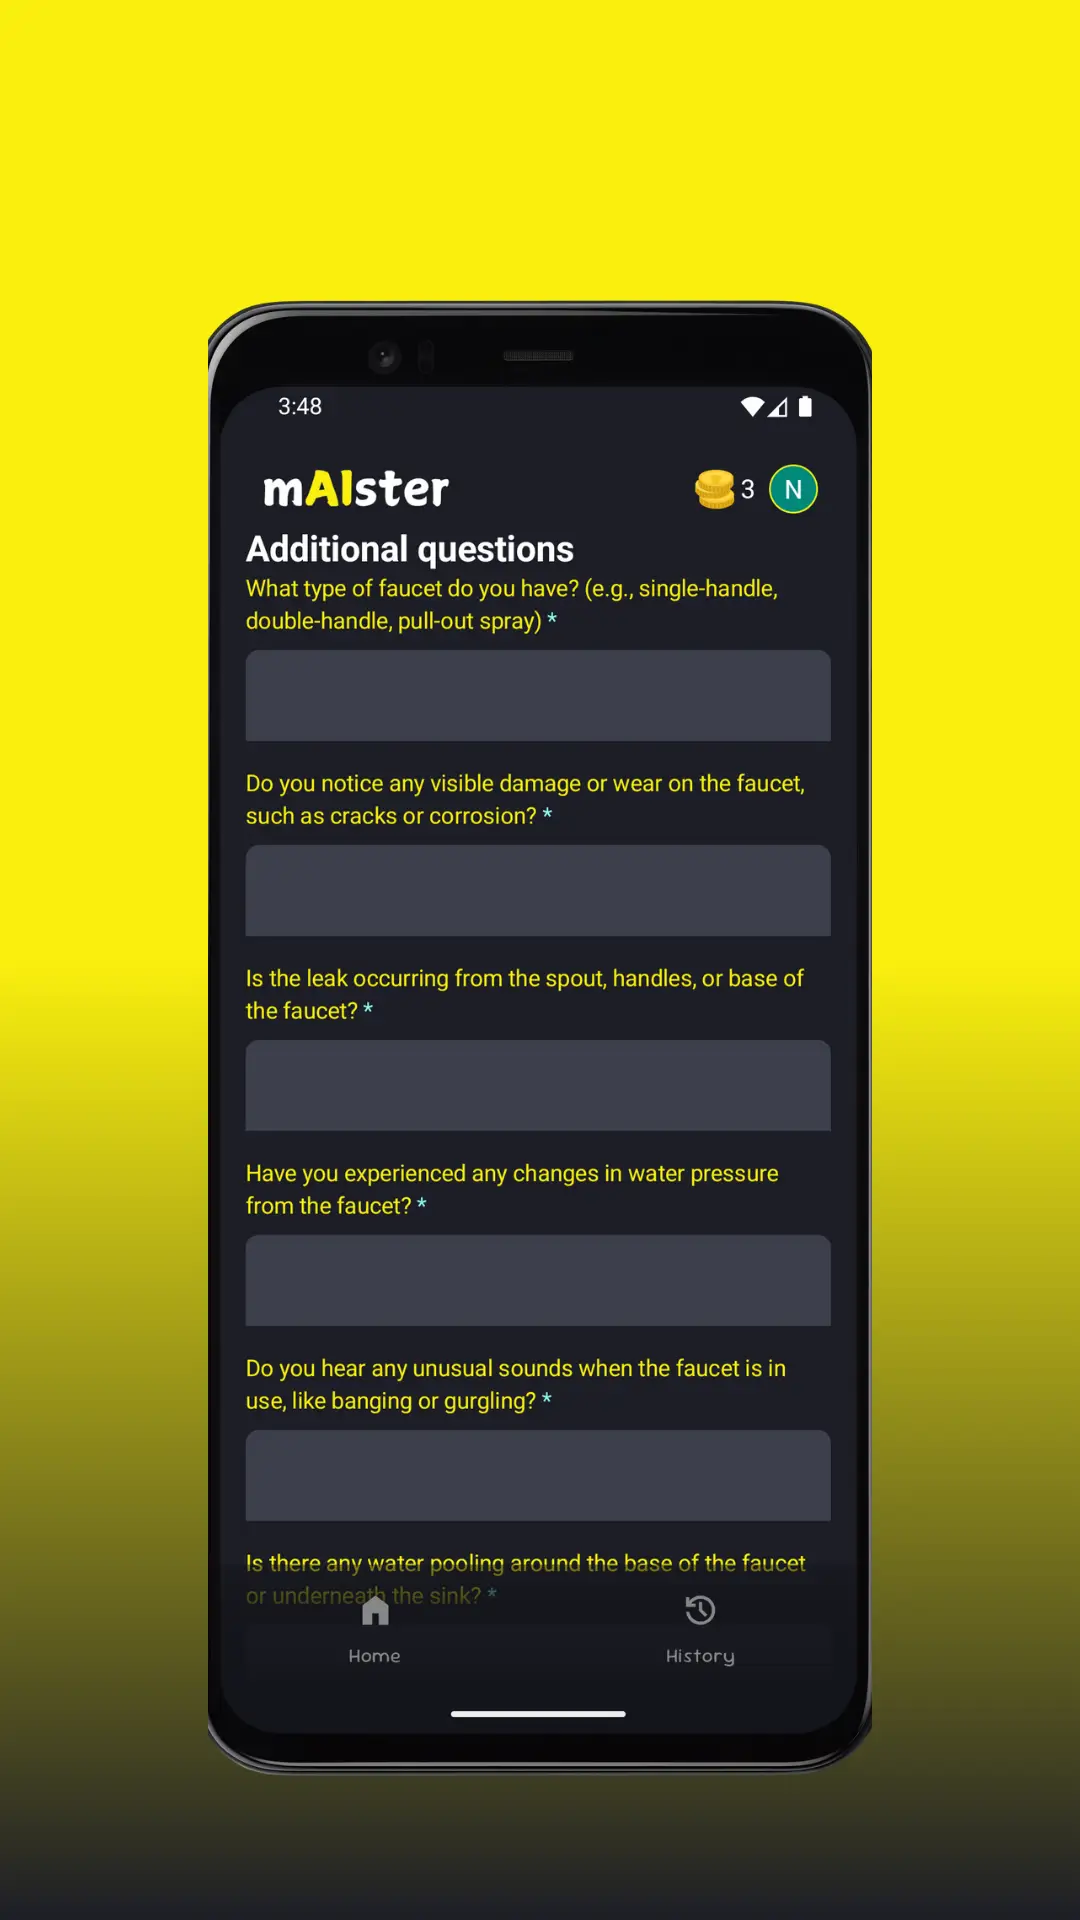 3:48
mAIster
3
N
Additional questions
What type of faucet do you have? (e.g., single-handle,
double-handle, pull-out spray) *
Do you notice any visible damage or wear on the faucet,
such as cracks or corrosion? *
Is the leak occurring from the spout, handles, or base of
the faucet? *
Have you experienced any changes in water pressure
from the faucet? *
Do you hear any unusual sounds when the faucet is in
use, like banging or gurgling? *
Is there any water pooling around the base of the faucet
or underneath the sink? *
Home
History